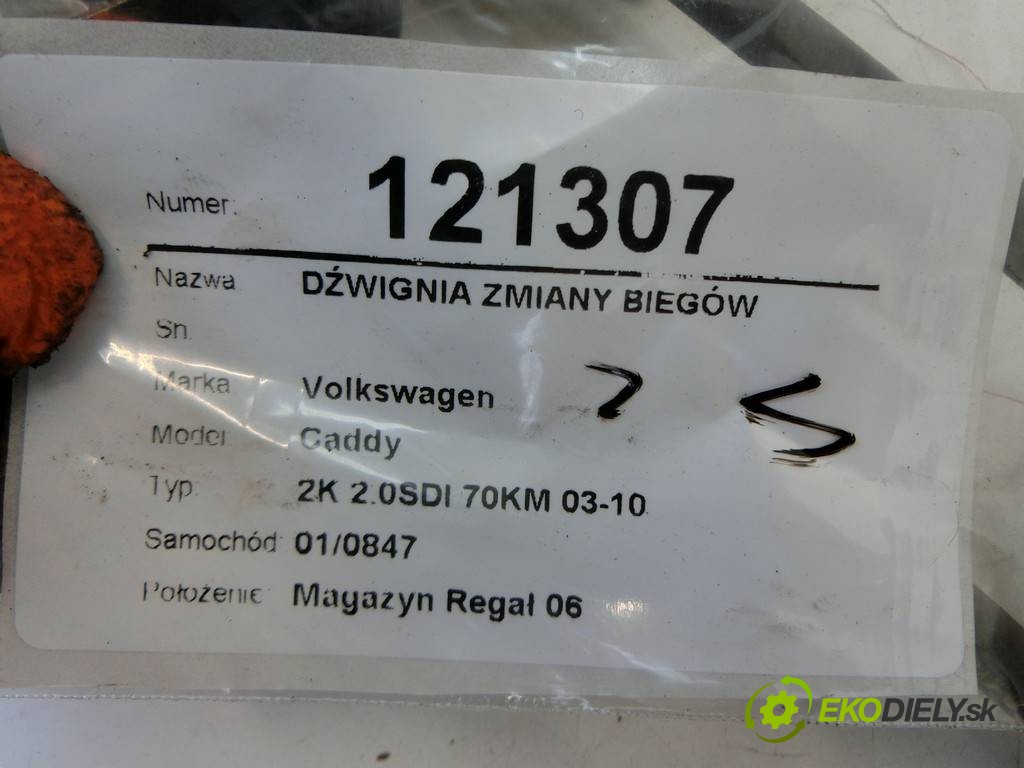 Numer: 121307
Nazwa DŹWIGNIA ZMIANY BIEGÓW
Sn.
Marka Volkswagen
Model Caddy
Typ 2K 2.0SDI 70KM 03-10
Samochód 01/0847
Położenie Magazyn Regał 06
EKODIELY.sk